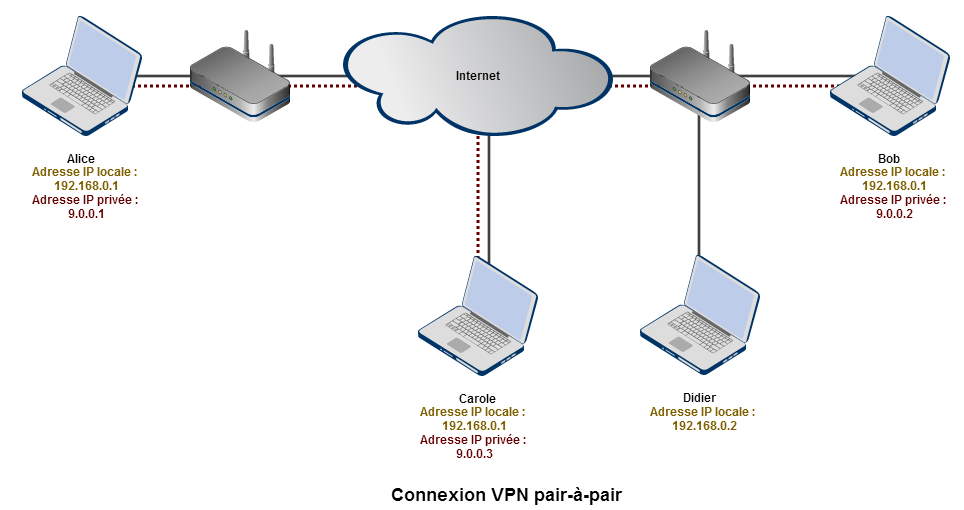 Internet
Alice
Adresse IP locale :
192.168.0.1
Adresse IP privée :
9.0.0.1
Bob
Adresse IP locale :
192.168.0.1
Adresse IP privée :
9.0.0.2
Carole
Adresse IP locale :
192.168.0.1
Adresse IP privée :
9.0.0.3
Didier
Adresse IP locale :
192.168.0.2
Connexion VPN pair-à-pair